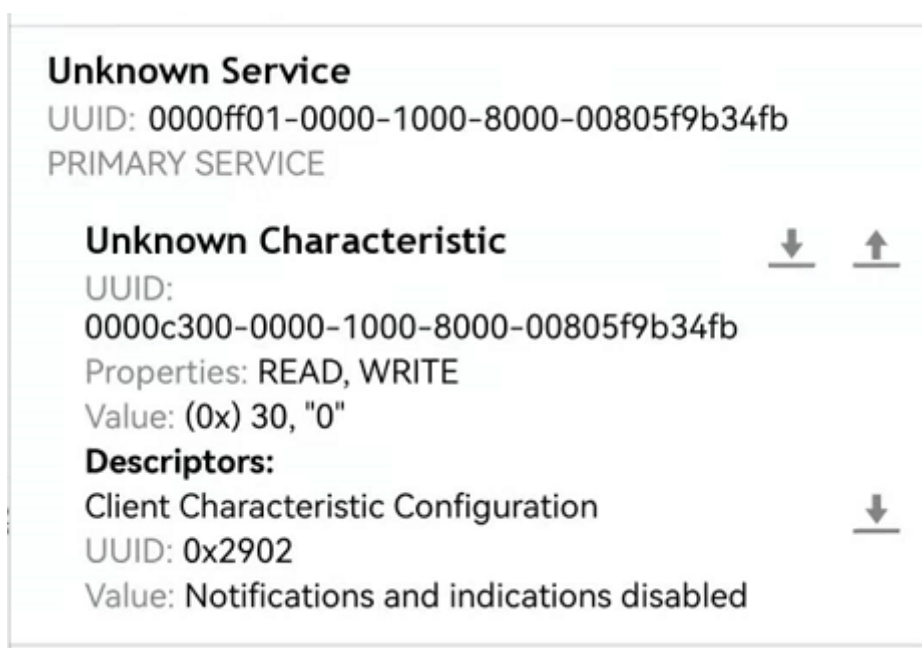 Unknown Service
UUID: 0000ff01-0000-1000-8000-00805f9b34fb
PRIMARY SERVICE
Unknown Characteristic
UUID:
0000c300-0000-1000-8000-00805f9b34fb
Properties: READ, WRITE
Value: (0x) 30, "0"
Descriptors:
Client Characteristic Configuration
UUID: 0x2902
Value: Notifications and indications disabled